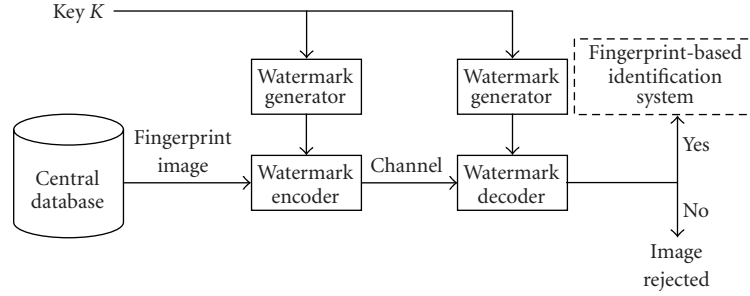 Key K
Watermark
generator
Watermark
generator
Fingerprint-based
identification
system
Central
database
Fingerprint
image
Watermark
encoder
Channel
Watermark
decoder
Yes
No
Image
rejected